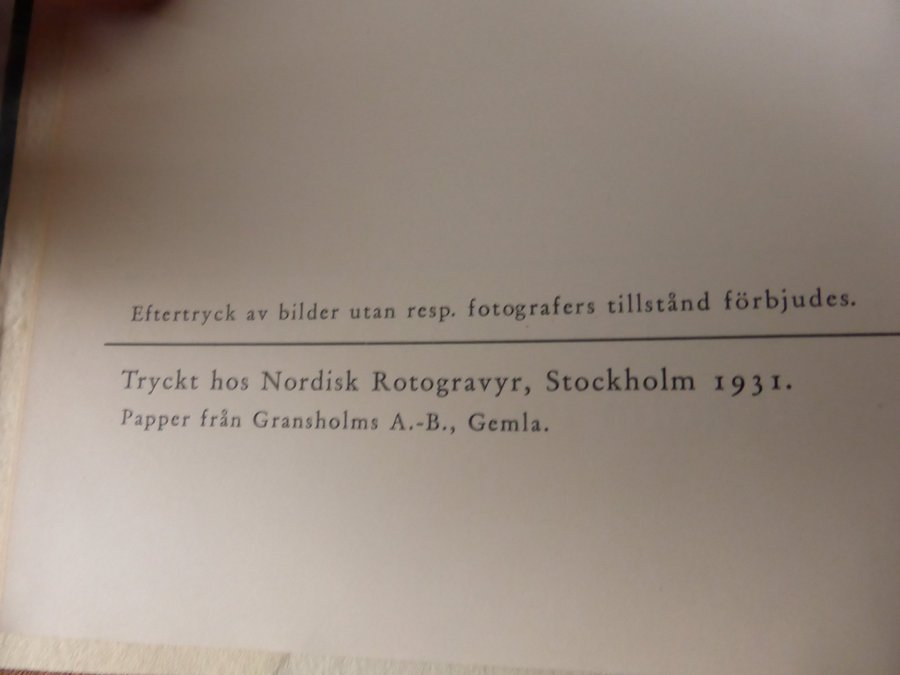 Eftertryck av bilder utan resp. fotografers tillstånd förbjudes.
Tryckt hos Nordisk Rotogravyr, Stockholm 1931.
Papper från Gransholms A.-B., Gemla.